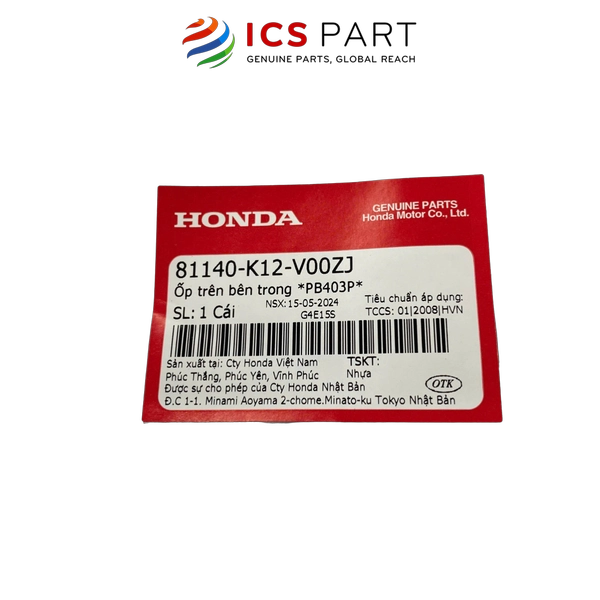 ICS PART
GENUINE PARTS, GLOBAL REACH
HONDA
GENUINE PARTS
Honda Motor Co., Ltd.
81140-K12-V00ZJ
Ốp trên bên trong *PB403P*
SL: 1 Cái
NSX: 15-05-2024
G4E15S
Tiêu chuẩn áp dụng:
TCCS: 01|2008|HVN
Sản xuất tại: Cty Honda Việt Nam
Phúc Thắng, Phúc Yên, Vĩnh Phúc
Được sự cho phép của Cty Honda Nhật Bản
Đ.C 1-1. Minami Aoyama 2-chome.Minato-ku Tokyo Nhật Bản
TSKT:
Nhựa
OTK